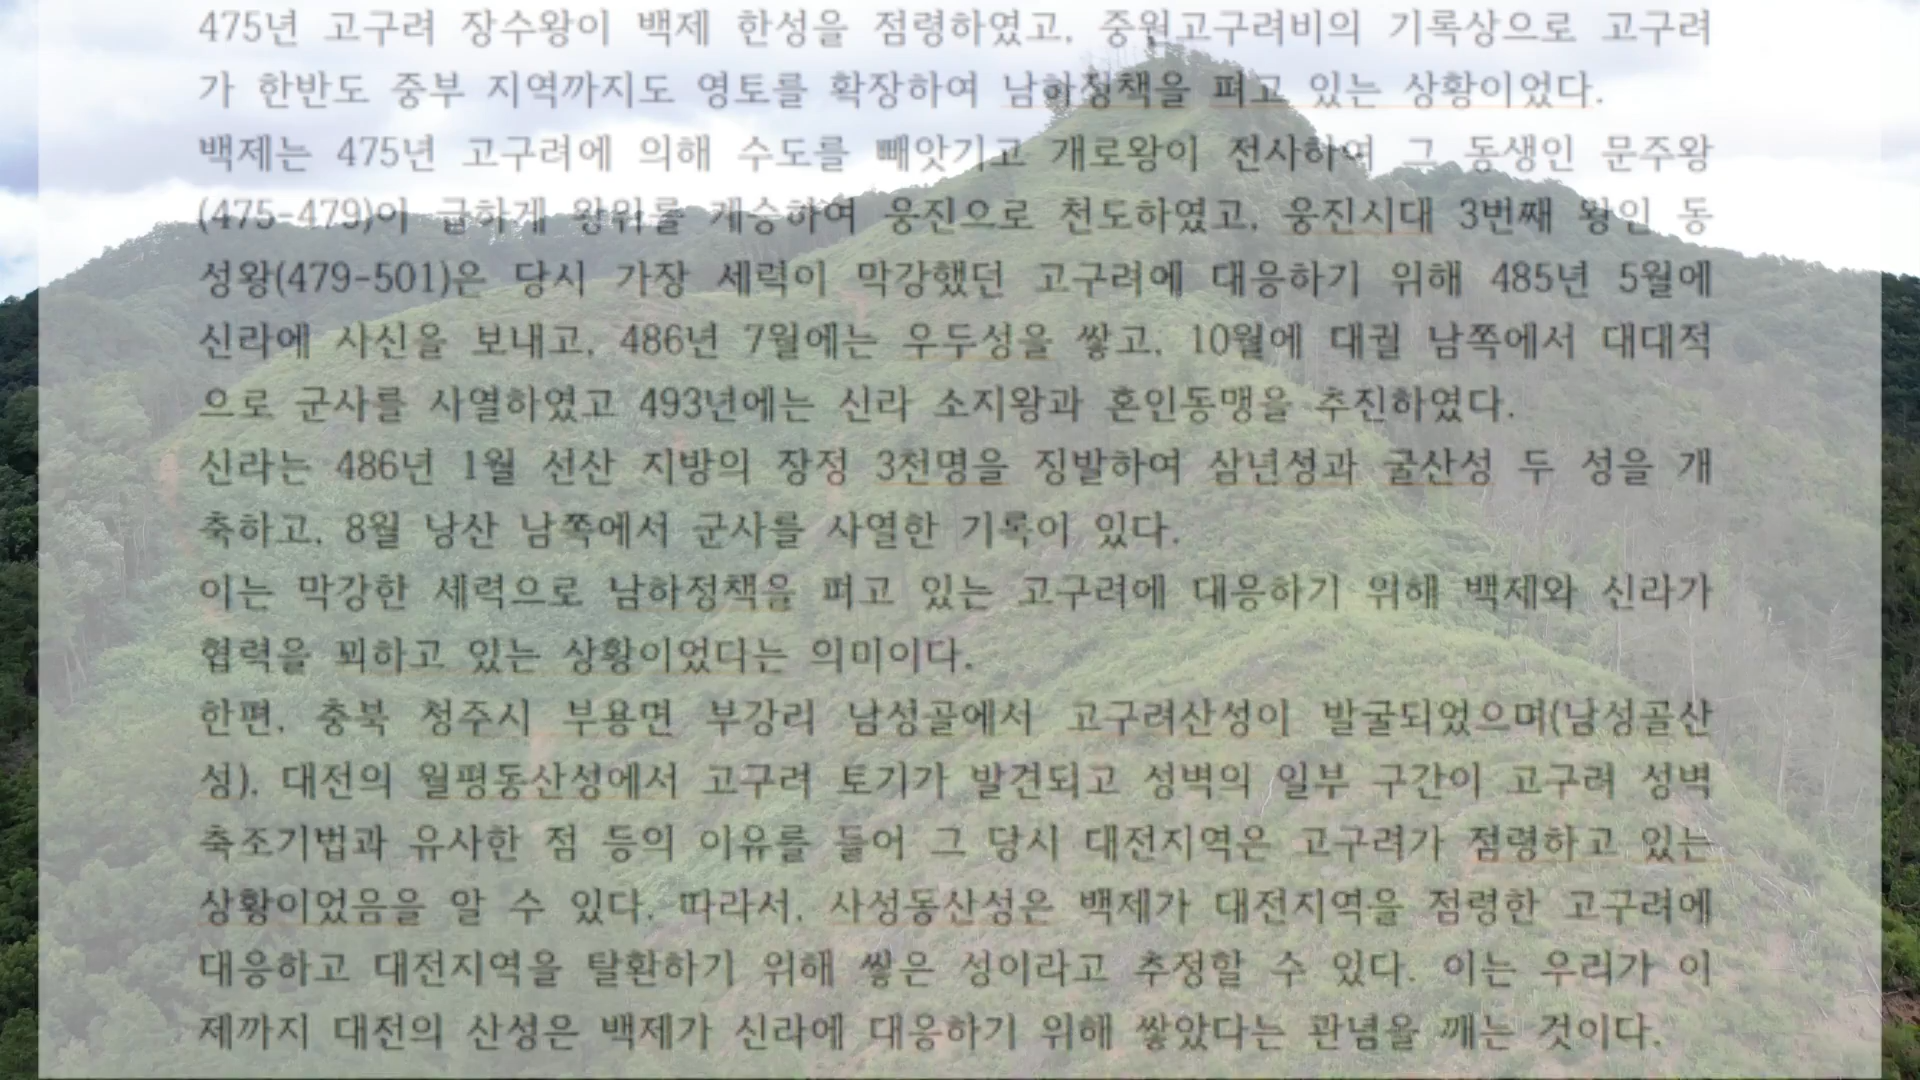 475년 고구려 장수왕이 백제 한성을 점령하였고, 중원고구려비의 기록상으로 고구려
가 한반도 중부 지역까지도 영토를 확장하여 남하정책을 펴고 있는 상황이었다.
백제는 475년 고구려에 의해 수도를 빼앗기고 개로왕이 전사하여 그 동생인 문주왕
(475-479)이 급하게 왕위를 계승하여 웅진으로 천도하였고, 웅진시대 3번째 왕인 동
성왕(479-501)은 당시 가장 세력이 막강했던 고구려에 대응하기 위해 485년 5월에
신라에 사신을 보내고, 486년 7월에는 우두성을 쌓고, 10월에 대궐 남쪽에서 대대적
으로 군사를 사열하였고 493년에는 신라 소지왕과 혼인동맹을 추진하였다.
신라는 486년 1월 선산 지방의 장정 3천명을 징발하여 삼년성과 굴산성 두 성을 개
축하고, 8월 낭산 남쪽에서 군사를 사열한 기록이 있다.
이는 막강한 세력으로 남하정책을 펴고 있는 고구려에 대응하기 위해 백제와 신라가
협력을 꾀하고 있는 상황이었다는 의미이다.
한편, 충북 청주시 부용면 부강리 남성골에서 고구려산성이 발굴되었으며(남성골산
성), 대전의 월평동산성에서 고구려 토기가 발견되고 성벽의 일부 구간이 고구려 성벽
축조기법과 유사한 점 등의 이유를 들어 그 당시 대전지역은 고구려가 점령하고 있는
상황이었음을 알 수 있다. 따라서, 사성동산성은 백제가 대전지역을 점령한 고구려에
대응하고 대전지역을 탈환하기 위해 쌓은 성이라고 추정할 수 있다. 이는 우리가 이
제까지 대전의 산성은 백제가 신라에 대응하기 위해 쌓았다는 관념을 깨는 것이다.